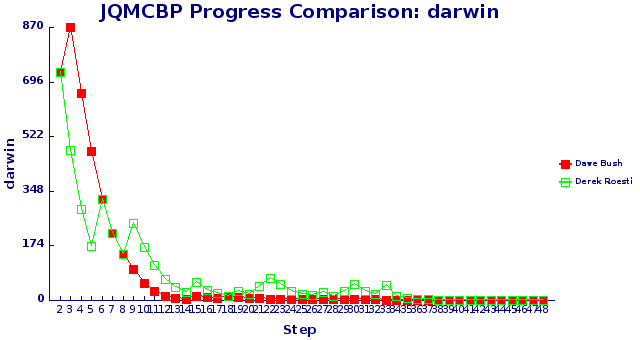 JQMCBP Progress Comparison: darwin
870
696
522
348
174
0
darwin
2 3 4 5 6 7 8 9 10 11 12 13 14 15 16 17 18 19 20 21 22 23 24 25 26 27 28 29 30 31 32 33 34 35 36 37 38 39 40 41 42 43 44 45 46 47 48
Step
Dave Bush
Derek Roesti